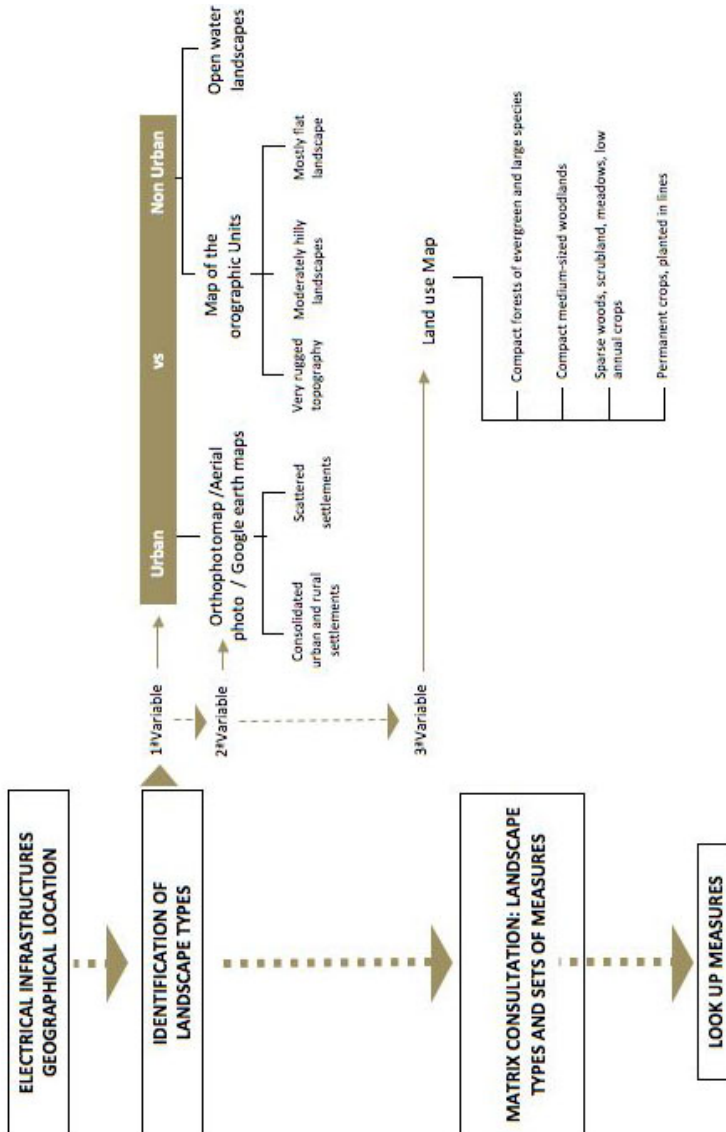 ELECTRICAL INFRASTRUCTURES
GEOGRAPHICAL LOCATION
IDENTIFICATION OF
LANDSCAPE TYPES
MATRIX CONSULTATION: LANDSCAPE
TYPES AND SETS OF MEASURES
LOOK UP MEASURES
1ªVariable
Urban
vs
Non Urban
2ªVariable
Orthophotomap /Aerial
photo / Google earth maps
Map of the
orographic Units
Open water
landscapes
Consolidated
urban and rural
settlements
Scattered
settlements
Very rugged
topography
Moderately hilly
landscapes
Mostly flat
landscape
3ªVariable
Land use Map
Compact forests of evergreen and large species
Compact medium-sized woodlands
Sparse woods, scrubland, meadows, low
annual crops
Permanent crops, planted in lines